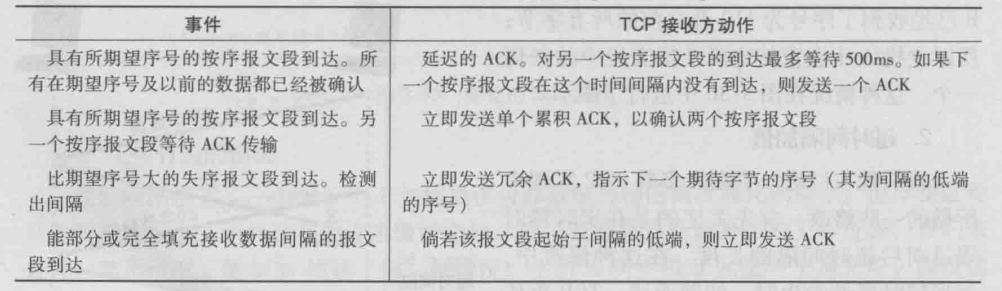 事件 TCP 接收方动作
具有所期望序号的按序报文段到达。所 延迟的 ACK。对另一个按序报文段的到达最多等待 500ms。如果下
有在期望序号及以前的数据都已经被确认 一个按序报文段在这个时间间隔内没有到达，则发送一个 ACK
具有所期望序号的按序报文段到达。另 立即发送单个累积 ACK，以确认两个按序报文段
一个按序报文段等待 ACK 传输
比期望序号大的失序报文段到达。检测 立即发送冗余 ACK，指示下一个期待字节的序号（其为间隔的低端
出间隔 的序号）
能部分或完全填充接收数据间隔的报文 倘若该报文段起始于间隔的低端，则立即发送 ACK
段到达